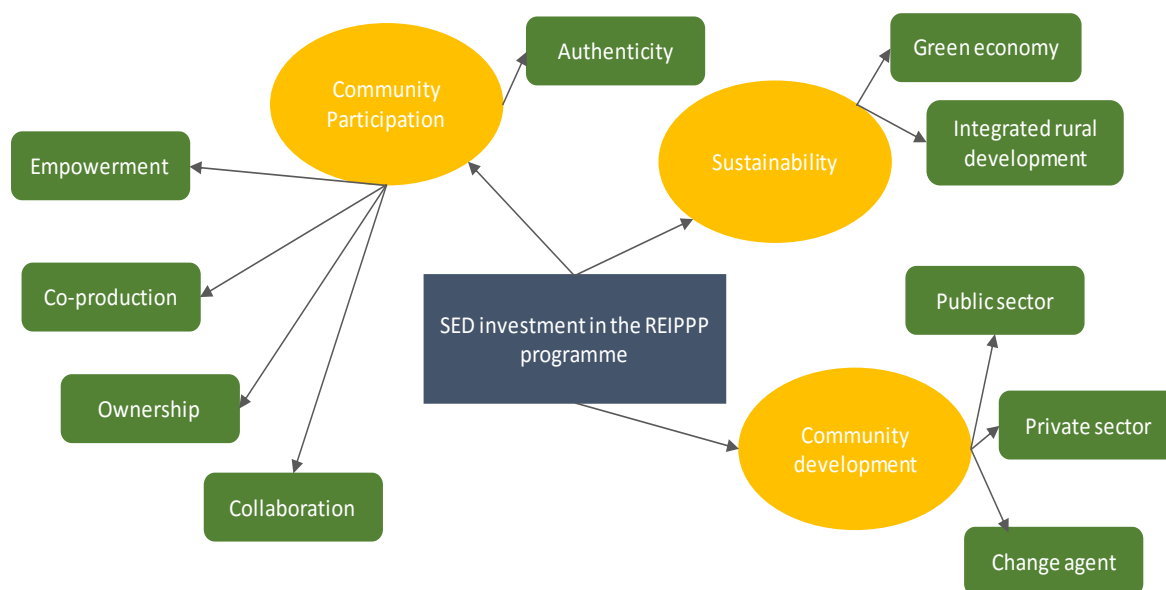 Authenticity
Green economy
Community
Participation
Integrated rural
development
Empowerment
Sustainability
Co-production
Public sector
SED investment in the REIPPP
programme
Ownership
Private sector
Community
development
Collaboration
Change agent